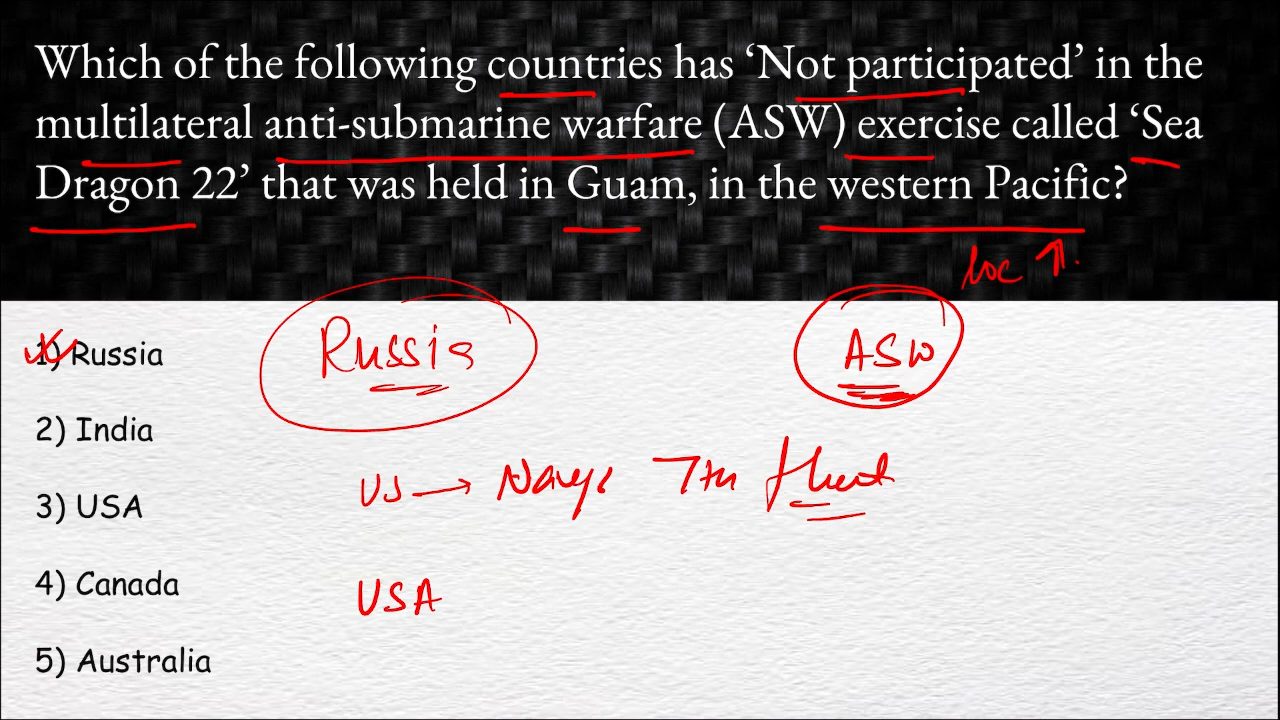 Which of the following countries has ‘Not participated’ in the
multilateral anti-submarine warfare (ASW) exercise called ‘Sea
Dragon 22’ that was held in Guam, in the western Pacific?
loc
1) Russia
Russia
ASW
2) India
US → Navy's 7th fleet
3) USA
4) Canada
USA
5) Australia